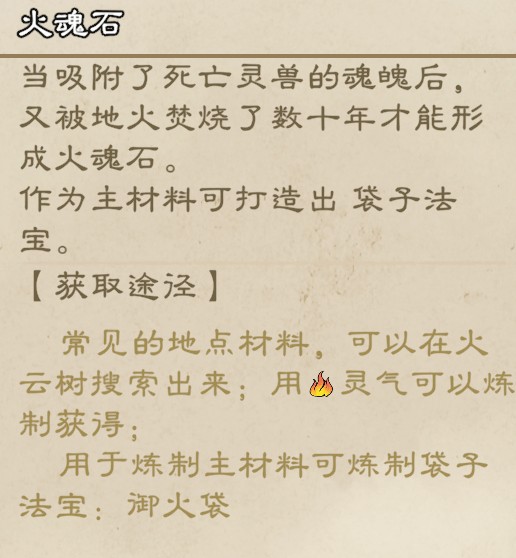 火魂石
当吸附了死亡灵兽的魂魄后，
又被地火焚烧了数十年才能形
成火魂石。
作为主材料可打造出 袋子法
宝。
【获取途径】
常见的地点材料，可以在火
云树搜索出来；用灵气可以炼
制获得；
用于炼制主材料可炼制袋子
法宝：御火袋